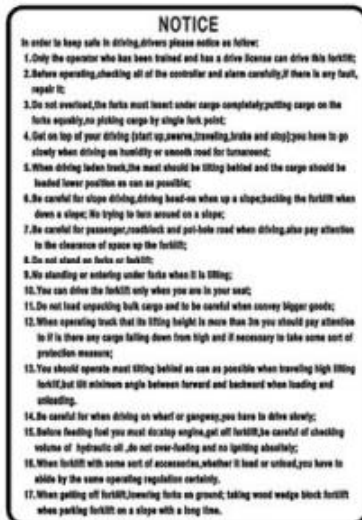 NOTICE
In order to keep safe in driving,drivers please notice as follow:
1.Only the operator who has been trained and has a drive license can drive this forklift;
2.Before operating,checking all of the controller and alarm carefully,if there is any fault,
repair it;
3.Do not overload,the forks must insert under cargo completely;putting cargo on the
forks equably,no picking cargo by single fork point;
4.Get on top of your driving (start up,swerve,traveling,brake and stop);you have to go
slowly when driving on humidity or smooth road for turnaround;
5.When driving laden truck,the mast should be tilting behind and the cargo should be
loaded lower position as can as possible;
6.Be careful for slope driving,driving head-on when up a slope;backing the forklift when
down a slope; No trying to turn around on a slope;
7.Be careful for passenger,roadblock and pot-hole road when driving,also pay attention
to the clearance of space up the forklift;
8.Do not stand on forks or forklift;
9.No standing or entering under forks when it is lifting;
10.You can drive the forklift only when you are in your seat;
11.Do not load unpacking bulk cargo and to be careful when convey bigger goods;
12.When operating truck that its lifting height is more than 3m you should pay attention
to if is there any cargo falling down from high and if necessary to take some sort of
protection measure;
13.You should operate mast tilting behind as can as possible when traveling high lifting
forklift,but tilt minimum angle between forward and backward when loading and
unloading.
14.Be careful for when driving on wharf or gangway,you have to drive slowly;
15.Before feeding fuel you must do:stop engine,get off forklift,be careful of checking
volume of hydraulic oil ,do not over-fueling and no igniting absolutely;
16.When forklift with some sort of accessories,whether it load or unload,you have to
abide by the same operating regulation certainly.
17.When getting off forklift,lowering forks on ground; taking wood wedge block forklift
when parking forklift on a slope with a long time.